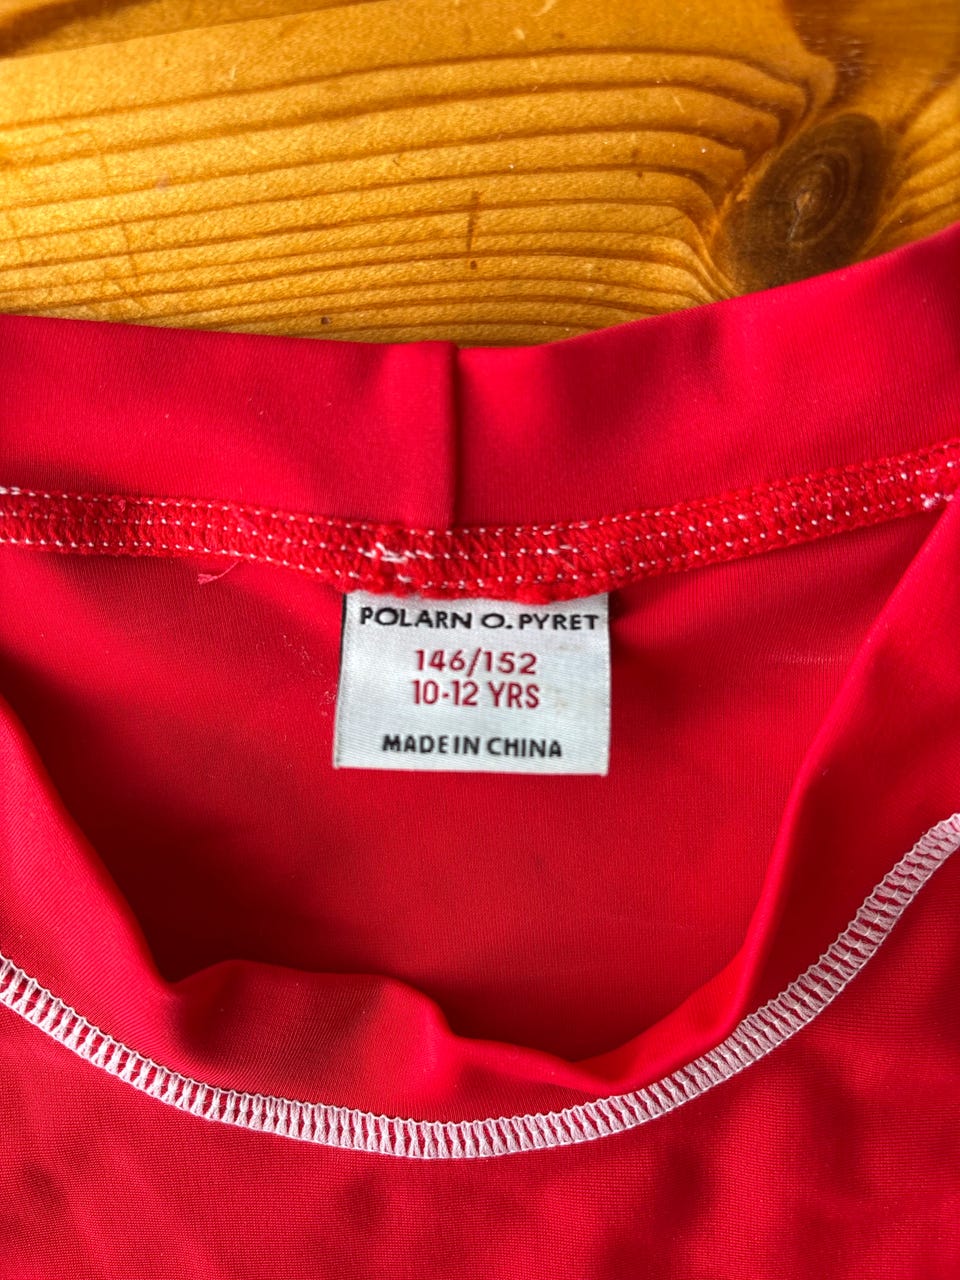 POLARN O. PYRET
146/152
10-12 YRS
MADE IN CHINA